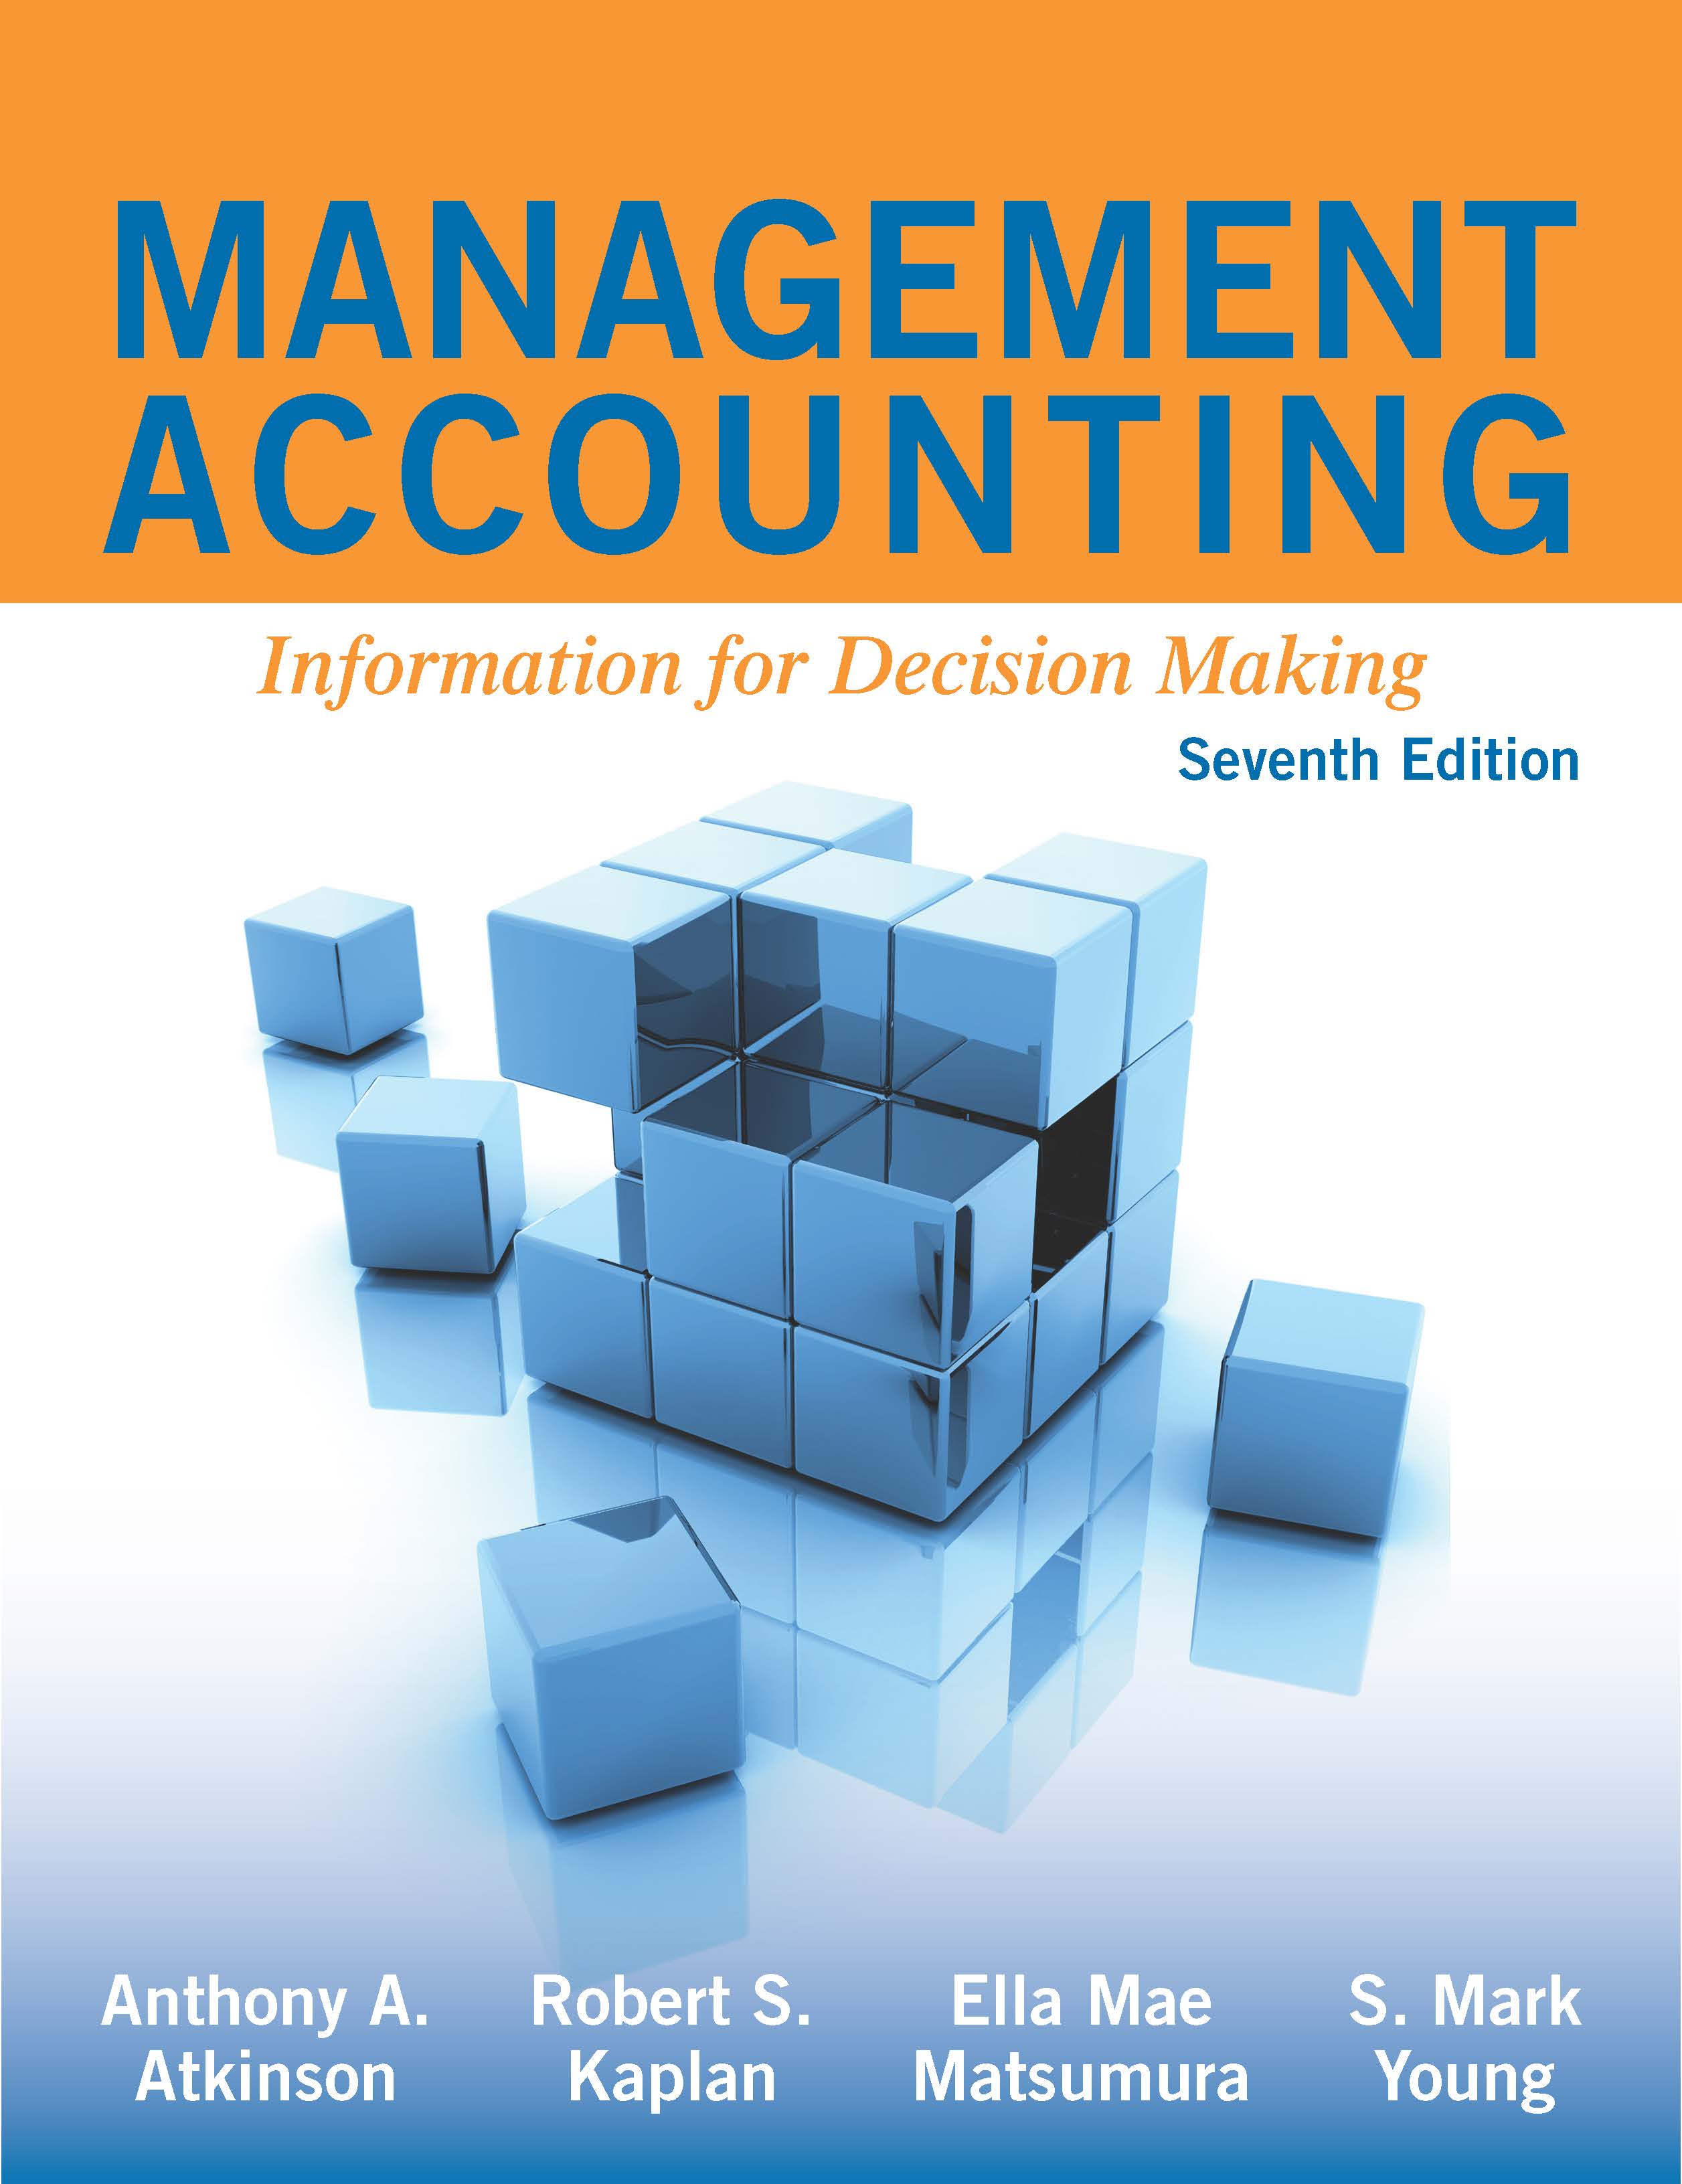 MANAGEMENT
ACCOUNTING
Information for Decision Making
Seventh Edition
Anthony A. Atkinson
Robert S. Kaplan
Ella Mae Matsumura
S. Mark Young